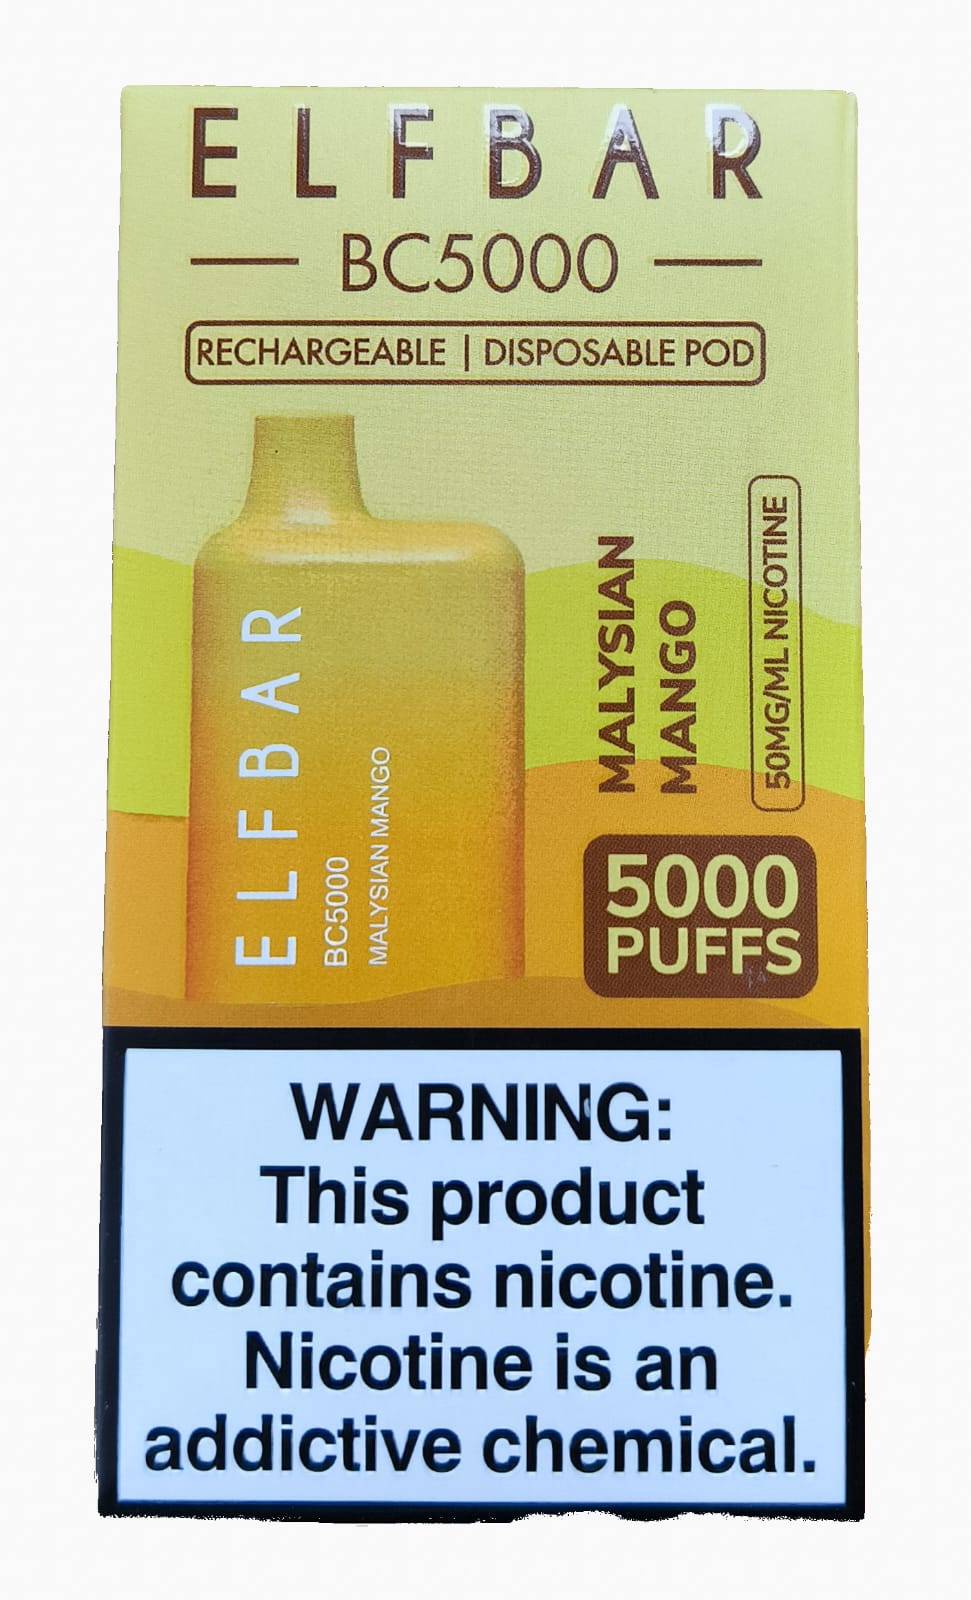 ELFBAR
BC5000
RECHARGEABLE | DISPOSABLE POD
ELFBAR
BC5000
MALYSIAN MANGO
MALYSIAN
MANGO
50MG/ML NICOTINE
5000
PUFFS
WARNING:
This product
contains nicotine.
Nicotine is an
addictive chemical.